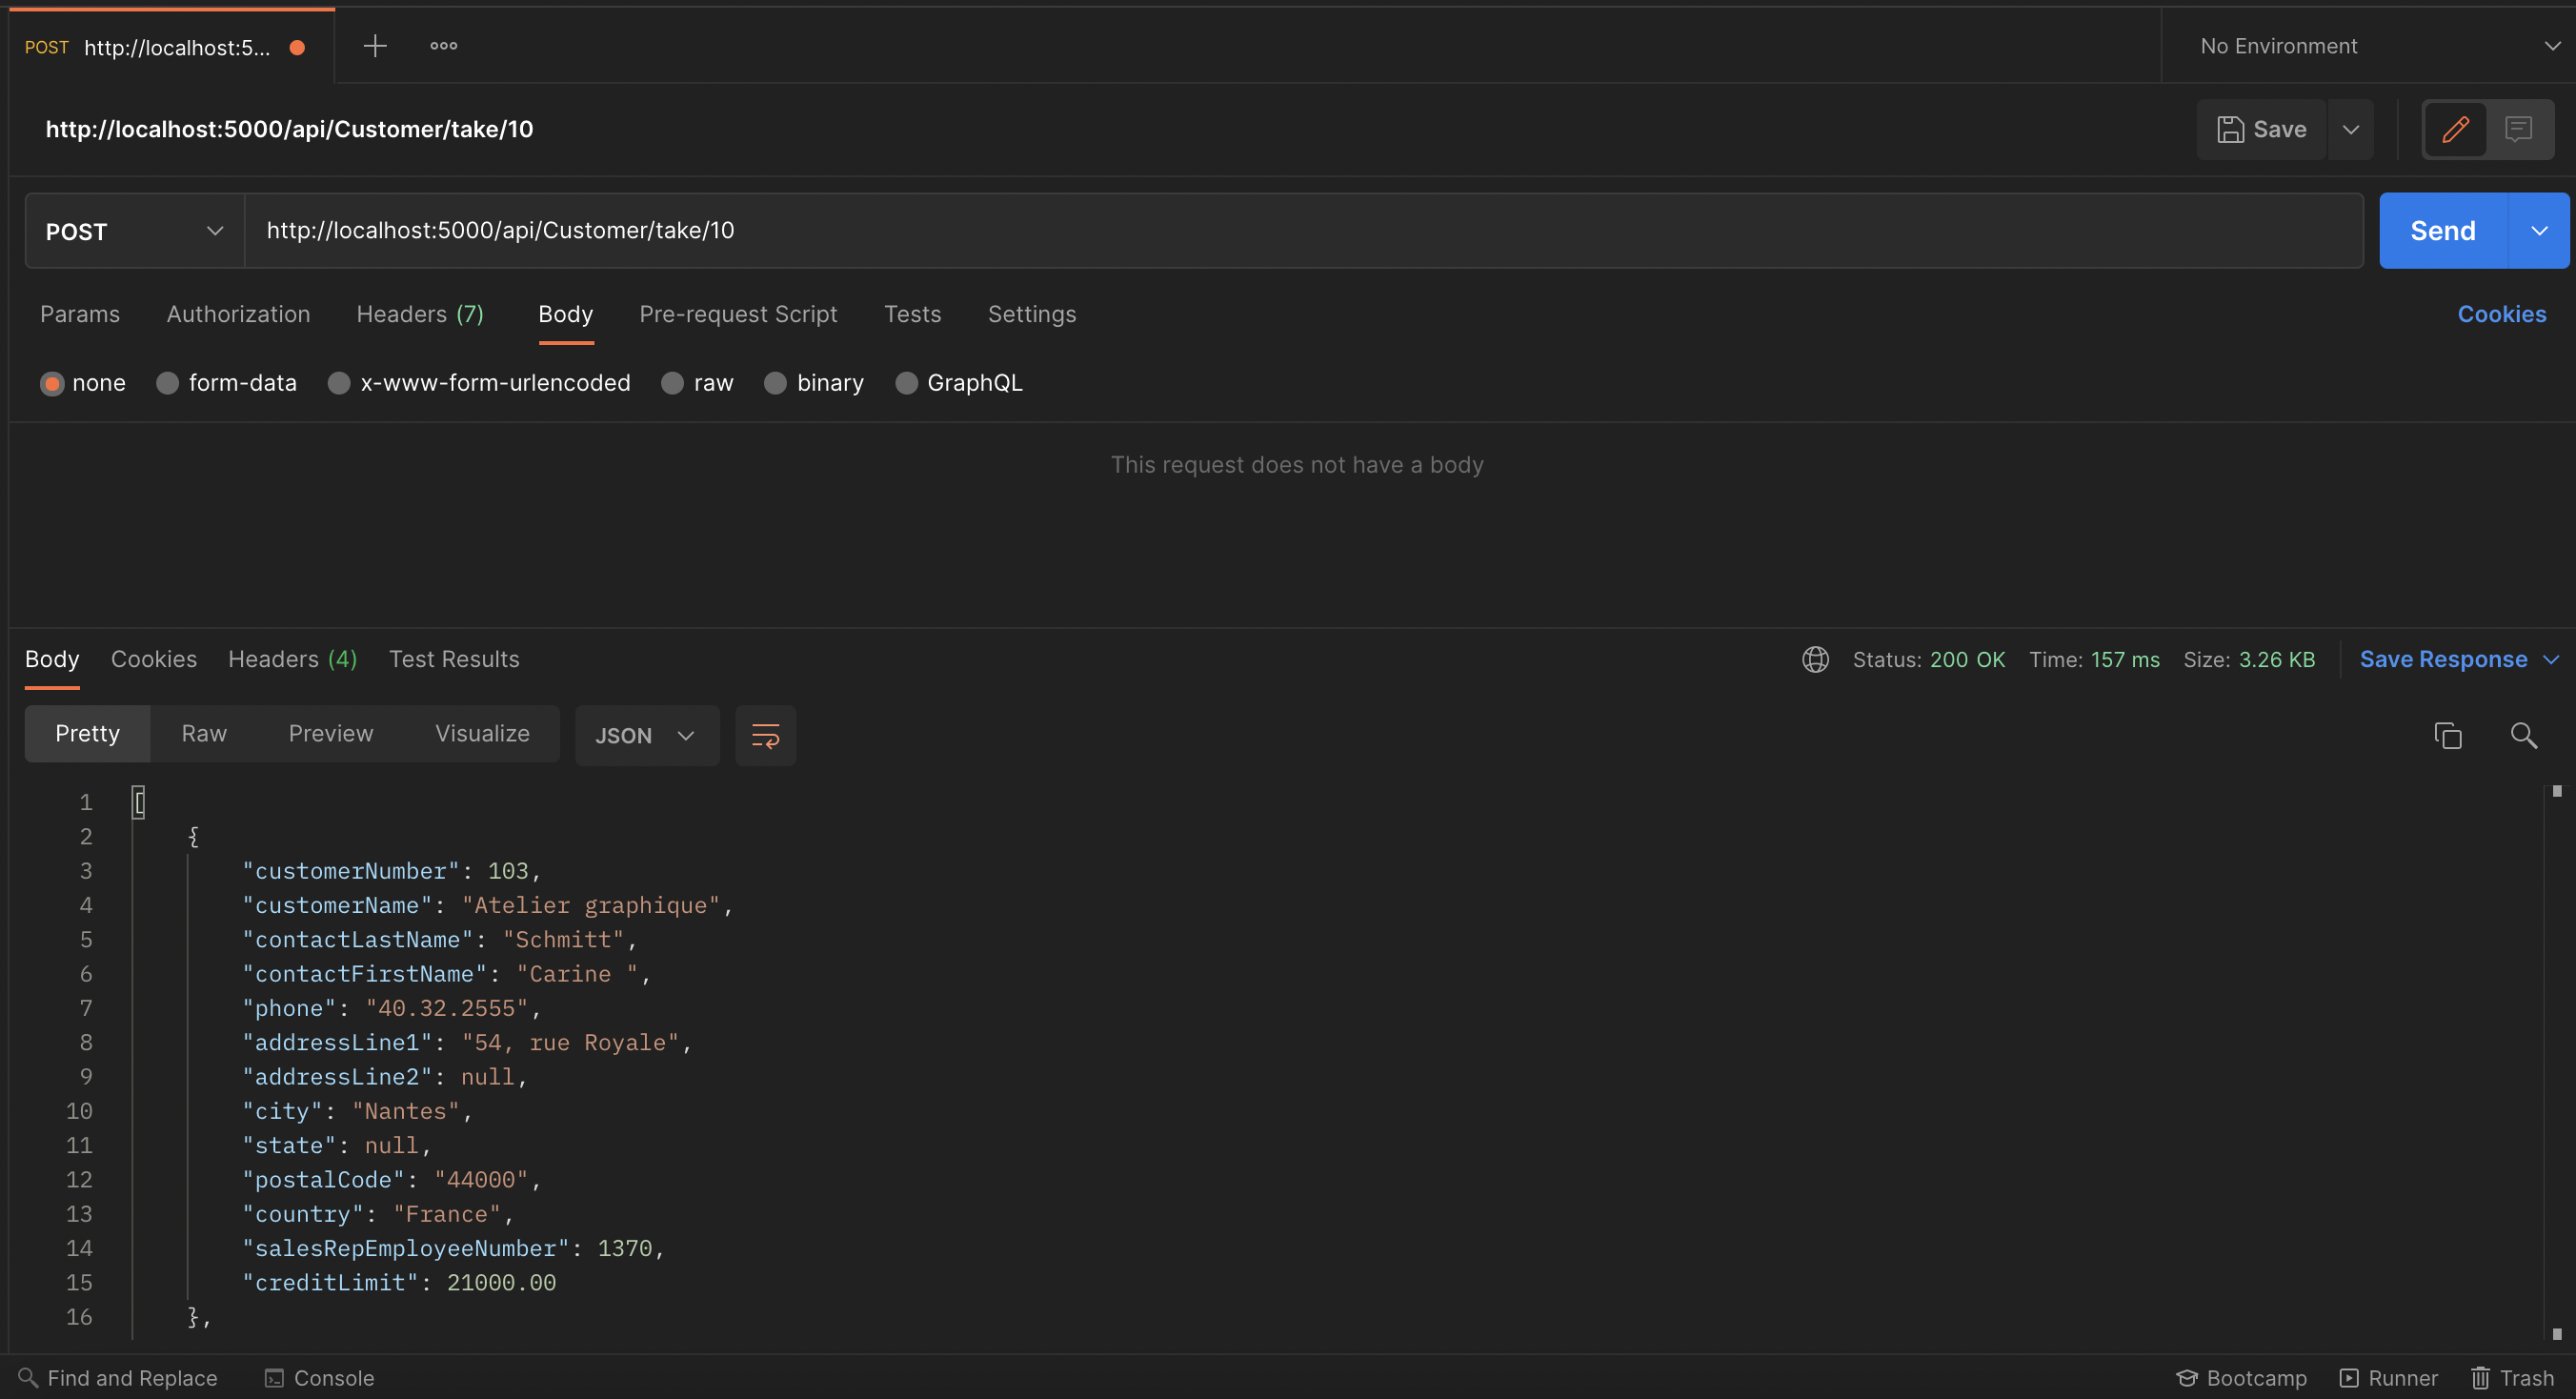 POST http://localhost:5...
No Environment
http://localhost:5000/api/Customer/take/10
Save
POST http://localhost:5000/api/Customer/take/10
Send
Params Authorization Headers (7) Body Pre-request Script Tests Settings Cookies
none form-data x-www-form-urlencoded raw binary GraphQL
This request does not have a body
Body Cookies Headers (4) Test Results Status: 200 OK Time: 157 ms Size: 3.26 KB Save Response
Pretty Raw Preview Visualize JSON
1 [
2 {
3 "customerNumber": 103,
4 "customerName": "Atelier graphique",
5 "contactLastName": "Schmitt",
6 "contactFirstName": "Carine ",
7 "phone": "40.32.2555",
8 "addressLine1": "54, rue Royale",
9 "addressLine2": null,
10 "city": "Nantes",
11 "state": null,
12 "postalCode": "44000",
13 "country": "France",
14 "salesRepEmployeeNumber": 1370,
15 "creditLimit": 21000.00
16 },
Find and Replace Console Bootcamp Runner Trash